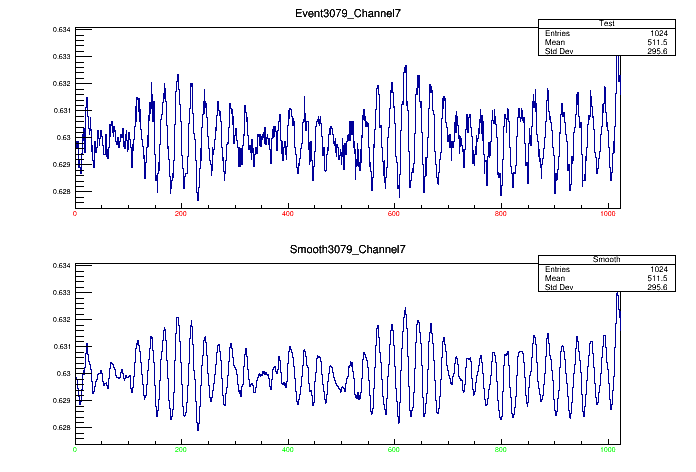 Event3079_Channel7
Test
Entries 1024
Mean 511.5
Std Dev 295.6
0.634
0.633
0.632
0.631
0.63
0.629
0.628
0 200 400 600 800 1000
Smooth3079_Channel7
Smooth
Entries 1024
Mean 511.5
Std Dev 295.6
0.634
0.633
0.632
0.631
0.63
0.629
0.628
0 200 400 600 800 1000